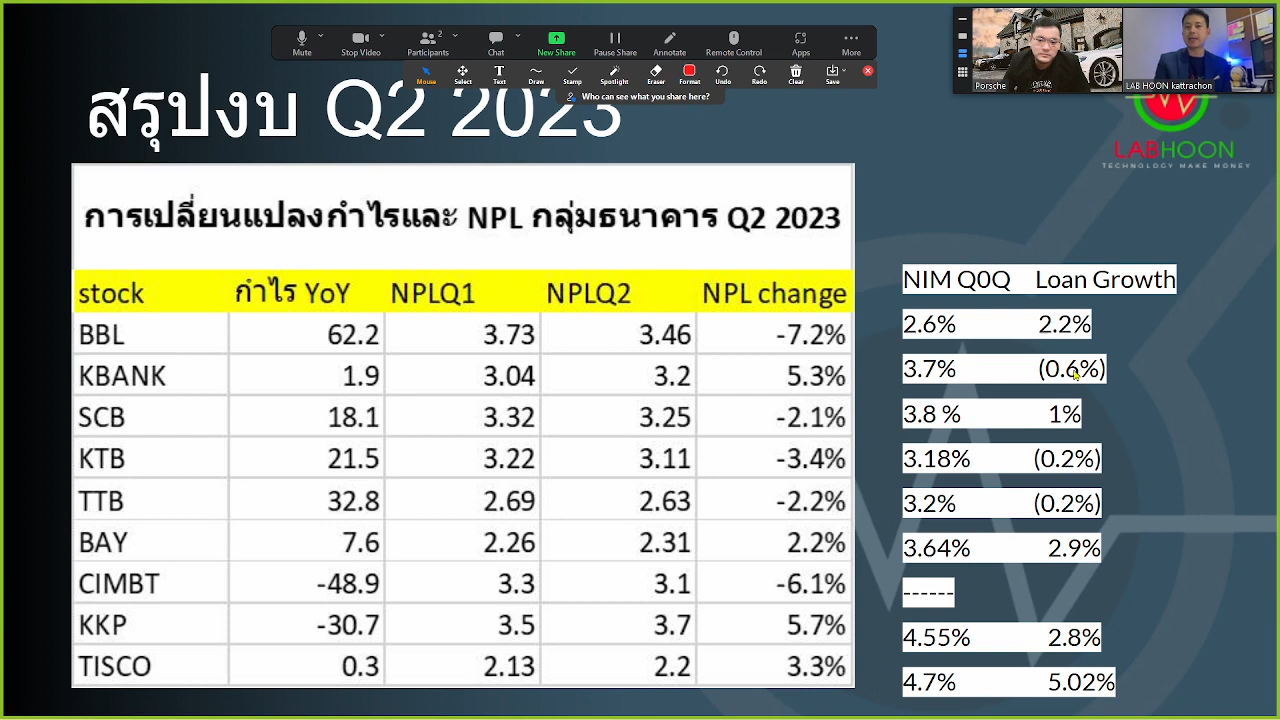 Mute
Stop Video
Participants 2
Chat
New Share
Pause Share
Annotate
Remote Control
Apps
More
Mouse
Select
Text
Draw
Stamp
Spotlight
Eraser
Format
Undo
Redo
Clear
Save
Who can see what you share here?
Porsche
LAB HOON kattrachon
สรุปงบ Q2 2023
LABHOON
TECHNOLOGY MAKE MONEY
การเปลี่ยนแปลงกำไรและ NPL กลุ่มธนาคาร Q2 2023
stock กำไร YoY NPLQ1 NPLQ2 NPL change
NIM Q0Q Loan Growth
BBL 62.2 3.73 3.46 -7.2%
2.6% 2.2%
KBANK 1.9 3.04 3.2 5.3%
3.7% (0.6%)
SCB 18.1 3.32 3.25 -2.1%
3.8 % 1%
KTB 21.5 3.22 3.11 -3.4%
3.18% (0.2%)
TTB 32.8 2.69 2.63 -2.2%
3.2% (0.2%)
BAY 7.6 2.26 2.31 2.2%
3.64% 2.9%
CIMBT -48.9 3.3 3.1 -6.1%
------
KKP -30.7 3.5 3.7 5.7%
4.55% 2.8%
TISCO 0.3 2.13 2.2 3.3%
4.7% 5.02%